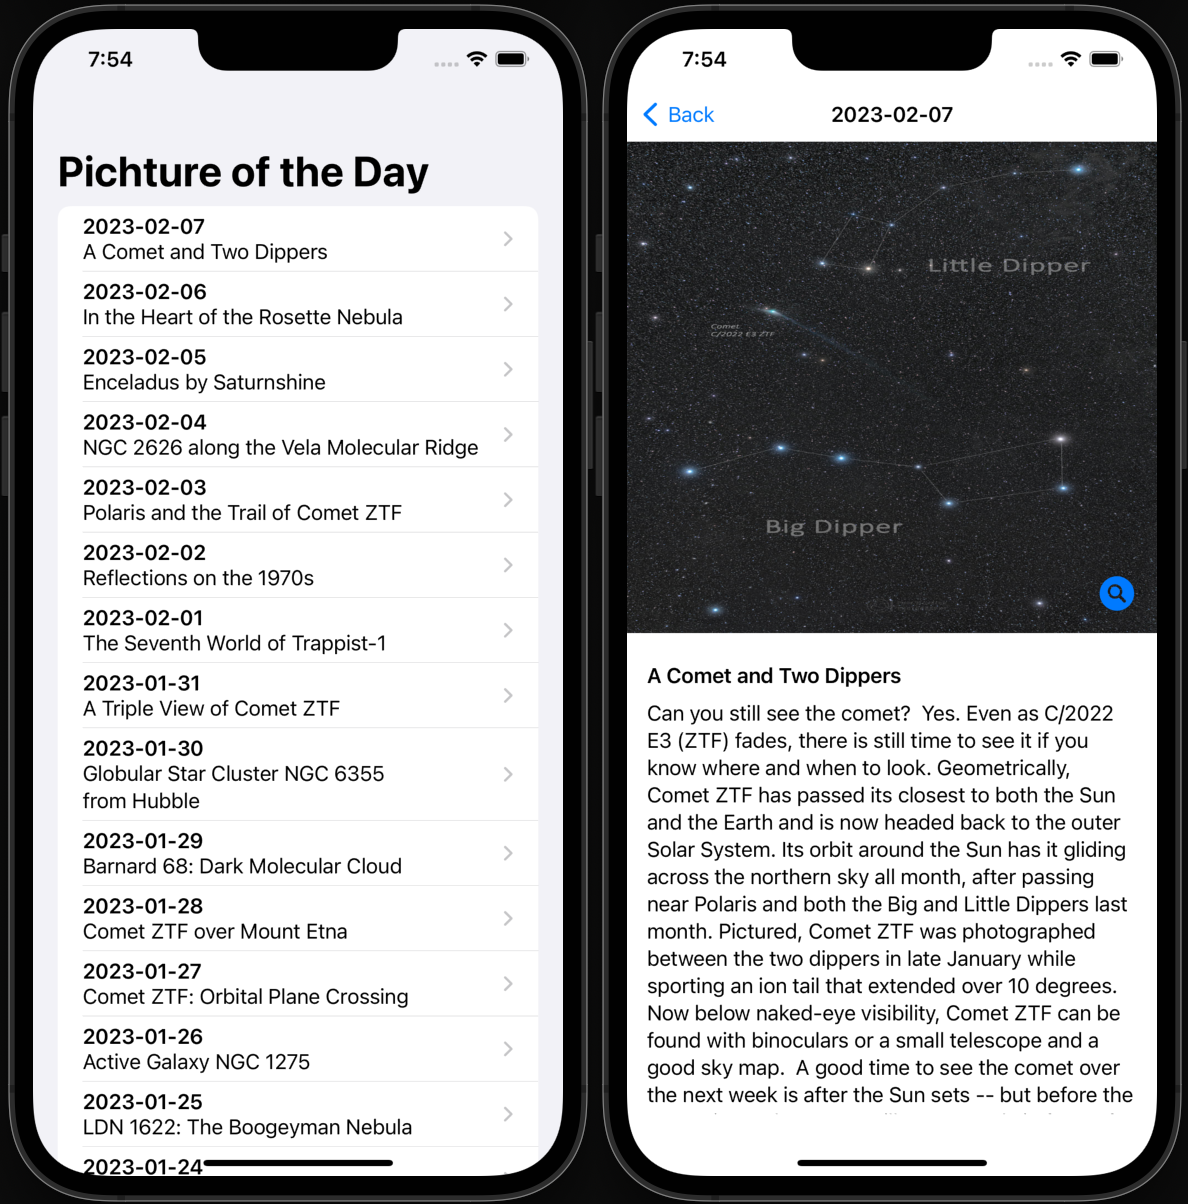 7:54
Pichture of the Day
2023-02-07
A Comet and Two Dippers
2023-02-06
In the Heart of the Rosette Nebula
2023-02-05
Enceladus by Saturnshine
2023-02-04
NGC 2626 along the Vela Molecular Ridge
2023-02-03
Polaris and the Trail of Comet ZTF
2023-02-02
Reflections on the 1970s
2023-02-01
The Seventh World of Trappist-1
2023-01-31
A Triple View of Comet ZTF
2023-01-30
Globular Star Cluster NGC 6355
from Hubble
2023-01-29
Barnard 68: Dark Molecular Cloud
2023-01-28
Comet ZTF over Mount Etna
2023-01-27
Comet ZTF: Orbital Plane Crossing
2023-01-26
Active Galaxy NGC 1275
2023-01-25
LDN 1622: The Boogeyman Nebula
2023-01-24
7:54
Back
2023-02-07
Little Dipper
Comet
C/2022 E3 ZTF
Big Dipper
A Comet and Two Dippers
Can you still see the comet?  Yes. Even as C/2022
E3 (ZTF) fades, there is still time to see it if you
know where and when to look. Geometrically,
Comet ZTF has passed its closest to both the Sun
and the Earth and is now headed back to the outer
Solar System. Its orbit around the Sun has it gliding
across the northern sky all month, after passing
near Polaris and both the Big and Little Dippers last
month. Pictured, Comet ZTF was photographed
between the two dippers in late January while
sporting an ion tail that extended over 10 degrees.
Now below naked-eye visibility, Comet ZTF can be
found with binoculars or a small telescope and a
good sky map.  A good time to see the comet over
the next week is after the Sun sets -- but before the